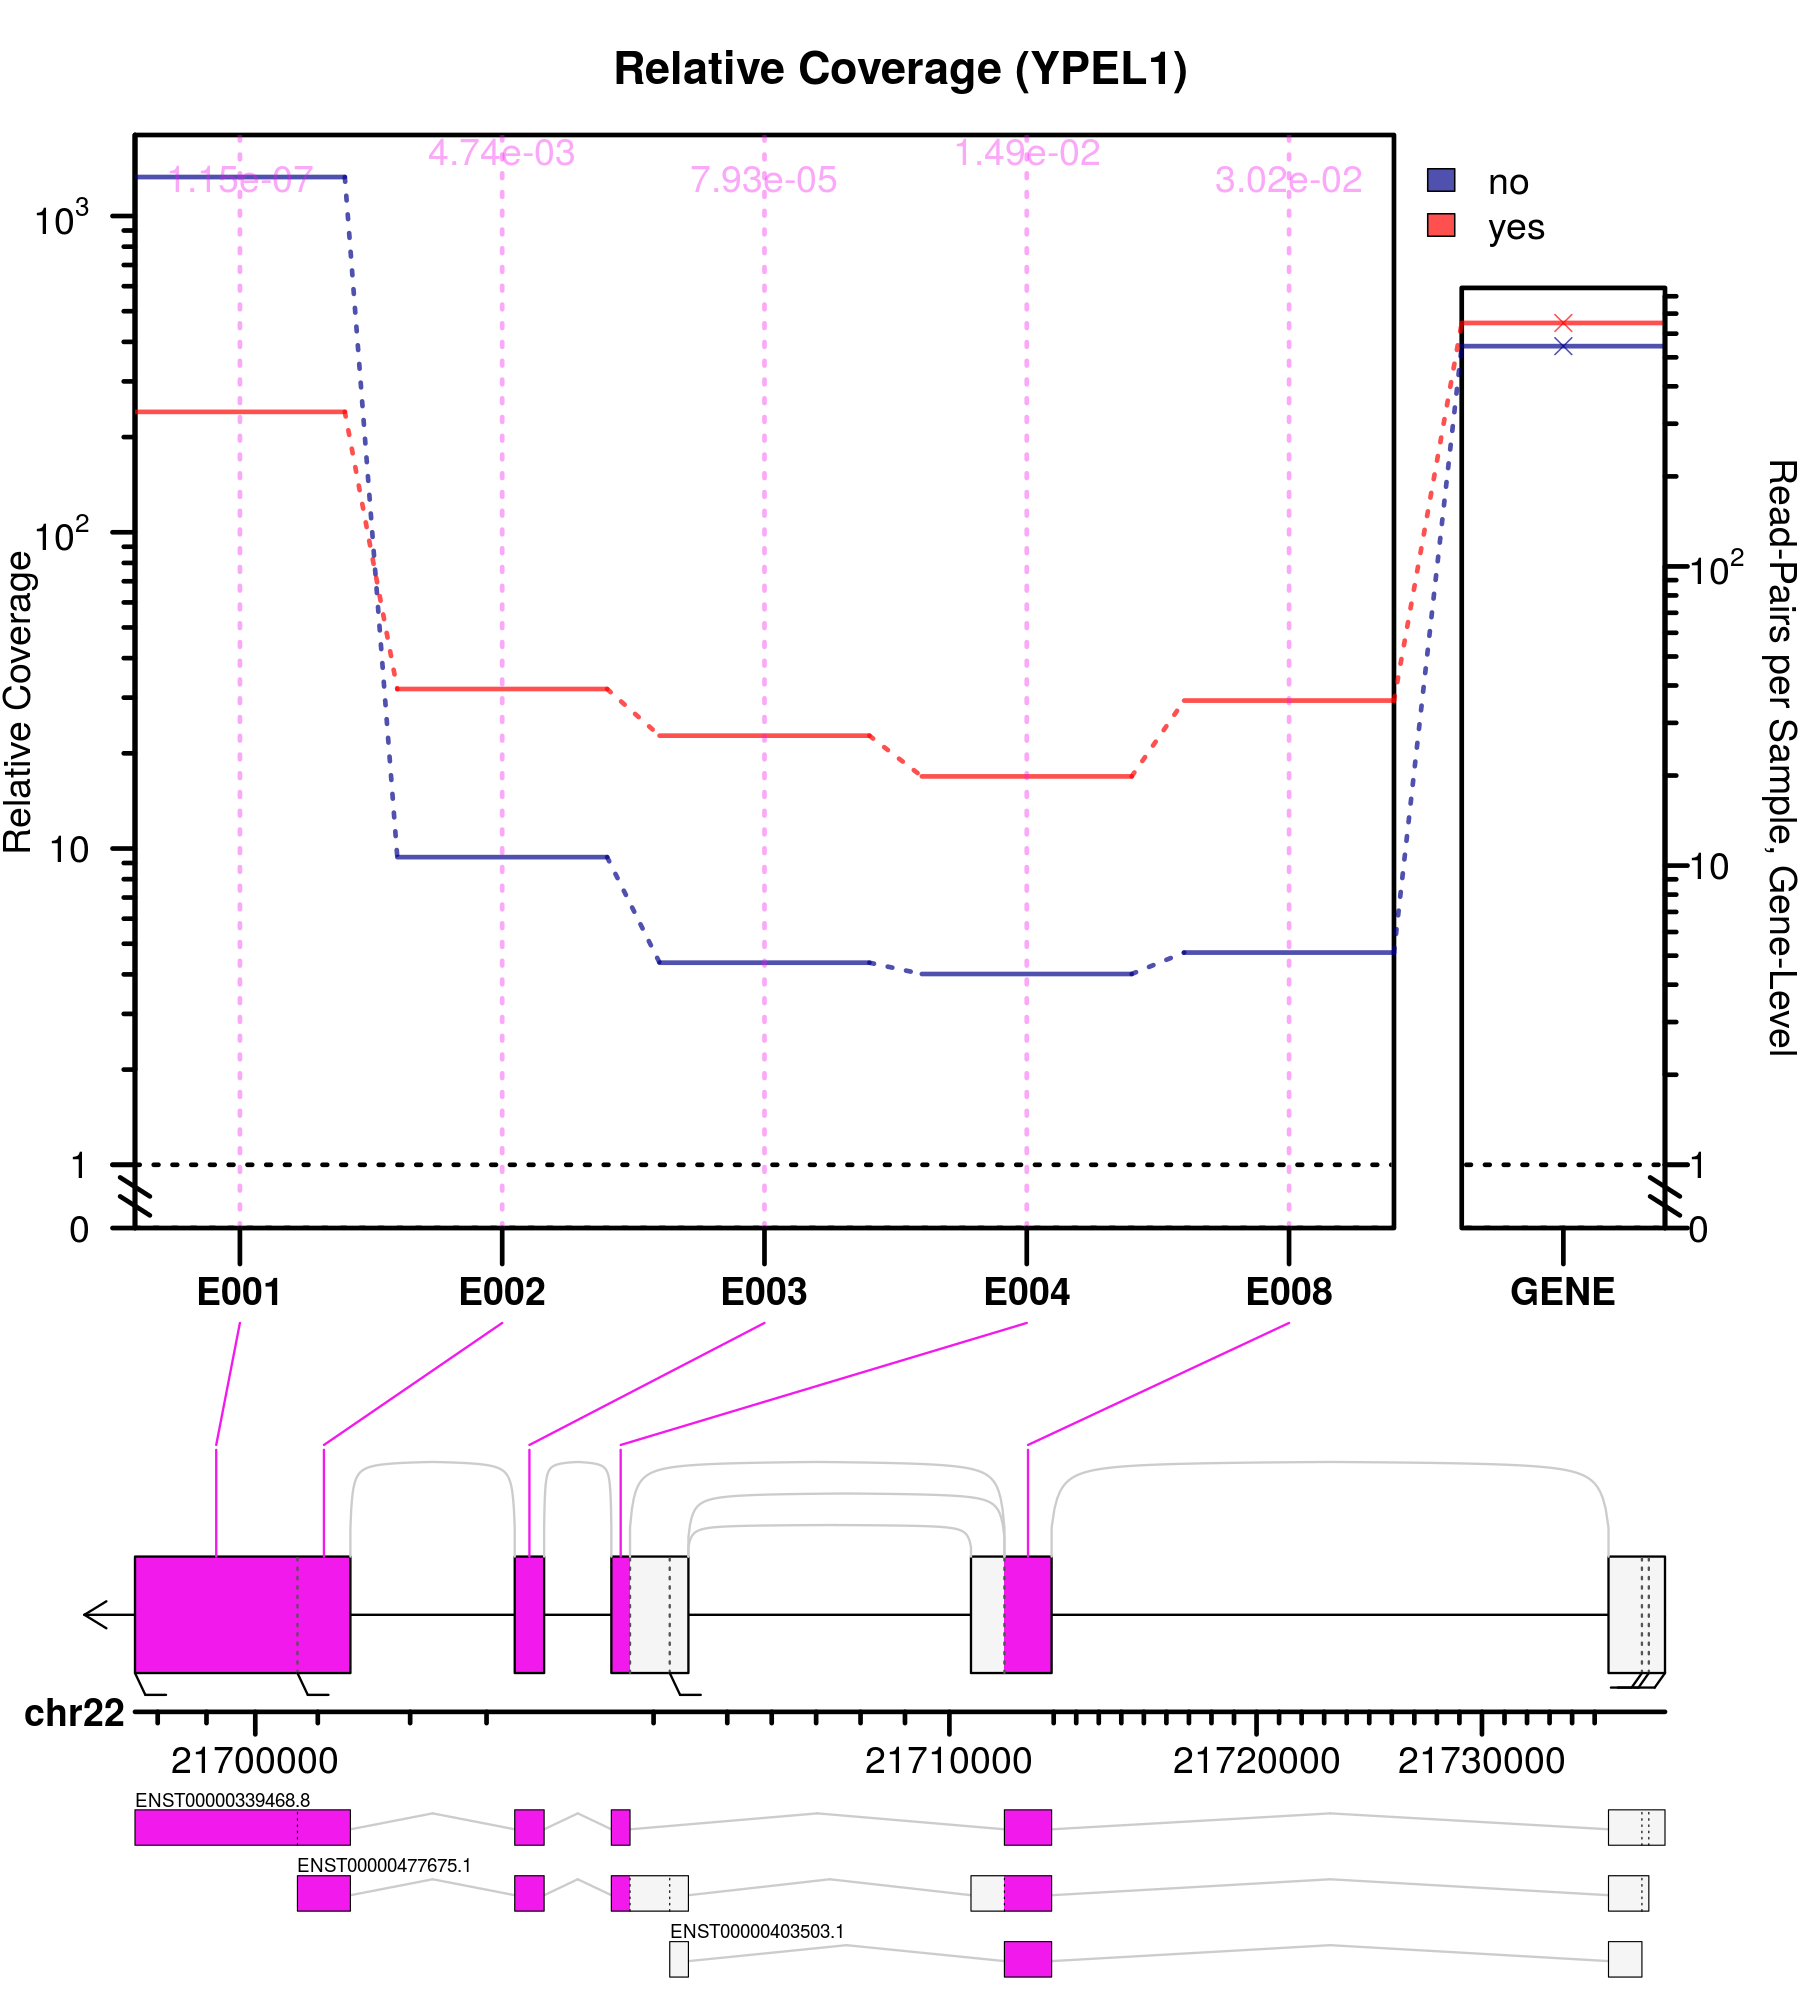 Relative Coverage (YPEL1)
4.74e-03
1.49e-02
1.15e-07
7.93e-05
3.02e-02
no
yes
10³
10²
10
1
0
Relative Coverage
10²
10
1
0
Read-Pairs per Sample, Gene-Level
E001 E002 E003 E004 E008 GENE
chr22
21700000 21710000 21720000 21730000
ENST00000339468.8
ENST00000477675.1
ENST00000403503.1